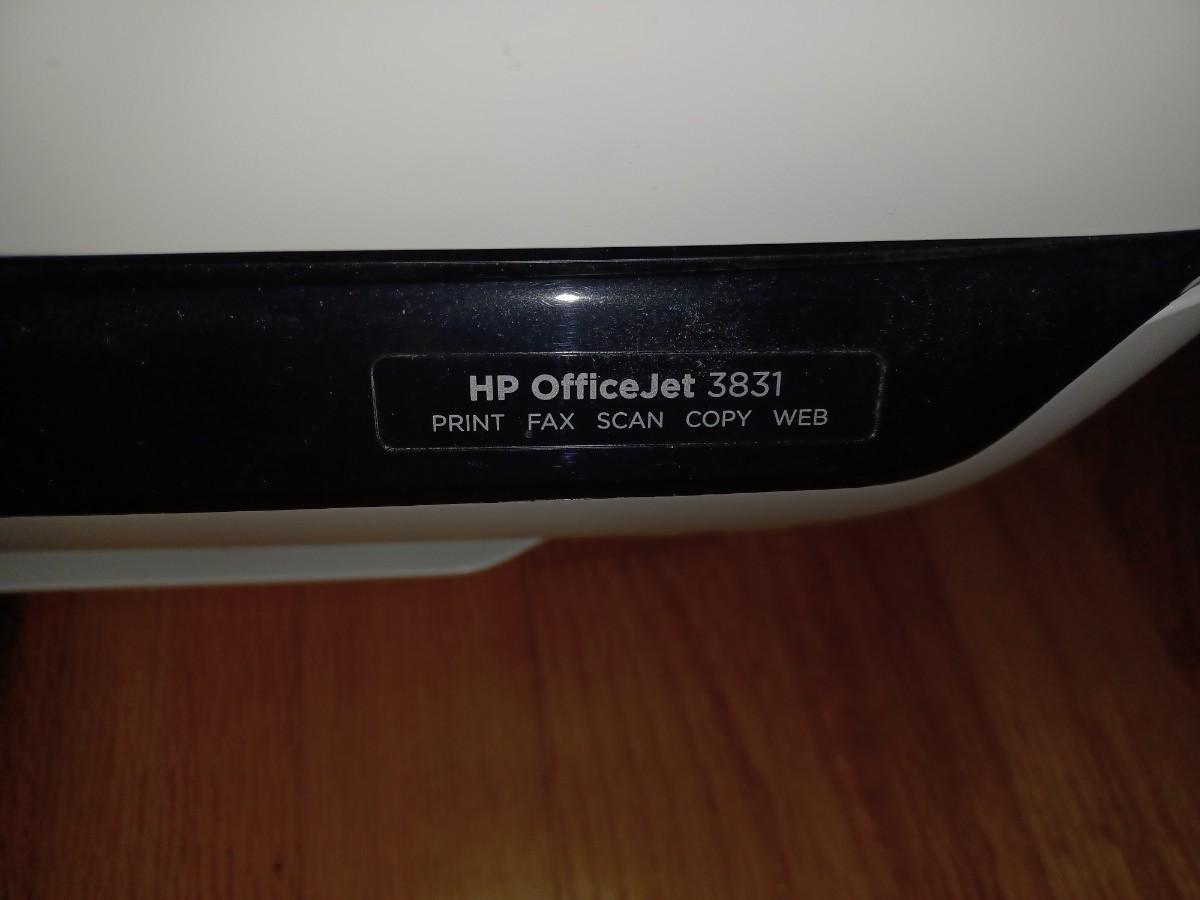 HP OfficeJet 3831
PRINT FAX SCAN COPY WEB